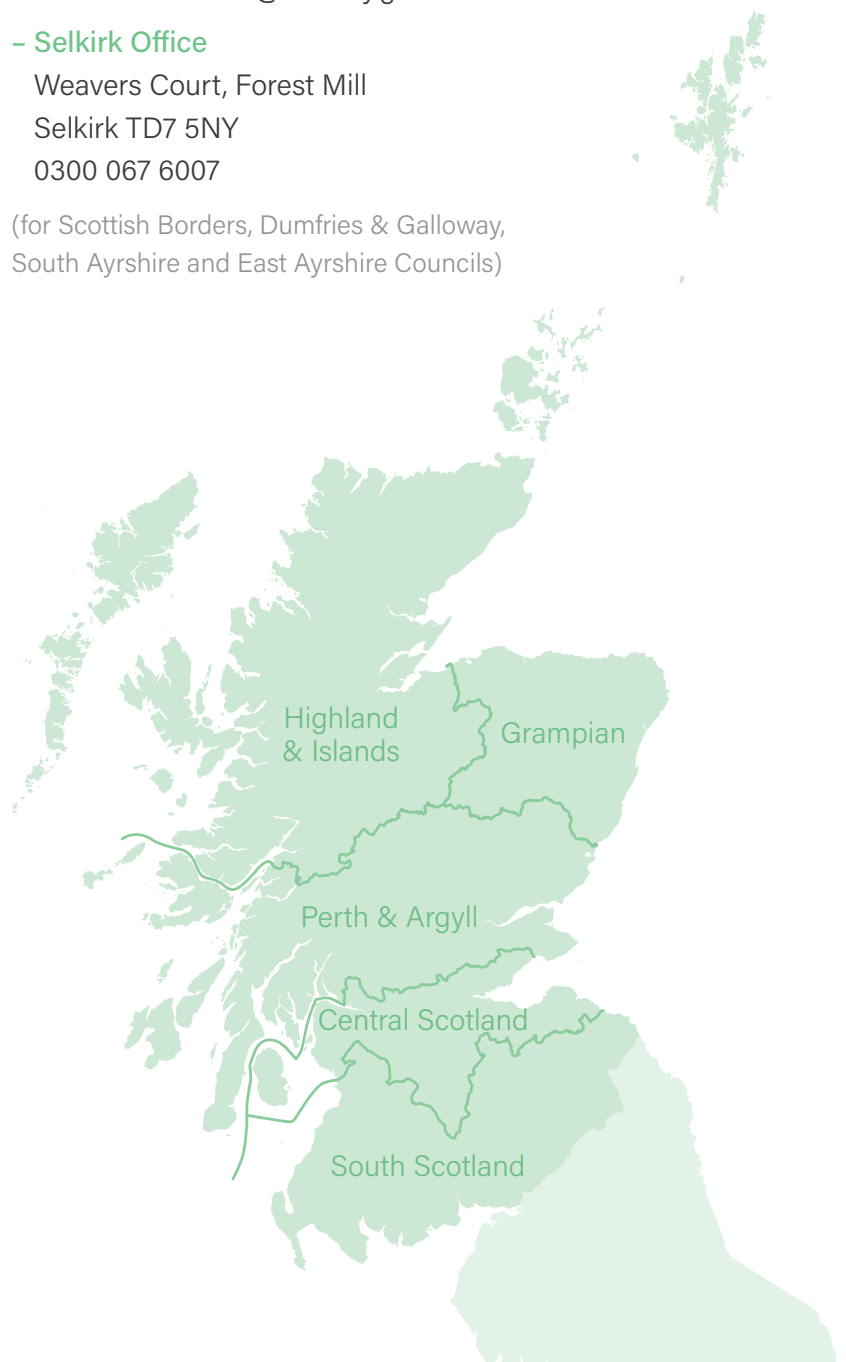 – Selkirk Office
Weavers Court, Forest Mill
Selkirk TD7 5NY
0300 067 6007
(for Scottish Borders, Dumfries & Galloway,
South Ayrshire and East Ayrshire Councils)
Highland
& Islands
Grampian
Perth & Argyll
Central Scotland
South Scotland